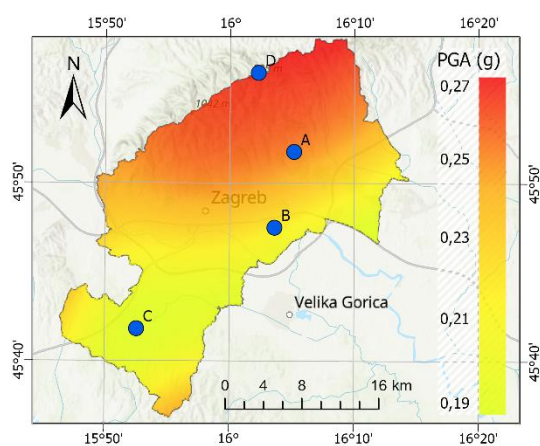 15°50' 16° 16°10' 16°20'
PGA (g)
N
D
0,27
A
0,25
45°50'
45°50'
Zagreb
B
0,23
Velika Gorica
0,21
C
45°40'
45°40'
0 4 8 16 km
0,19
15°50' 16° 16°10' 16°20'